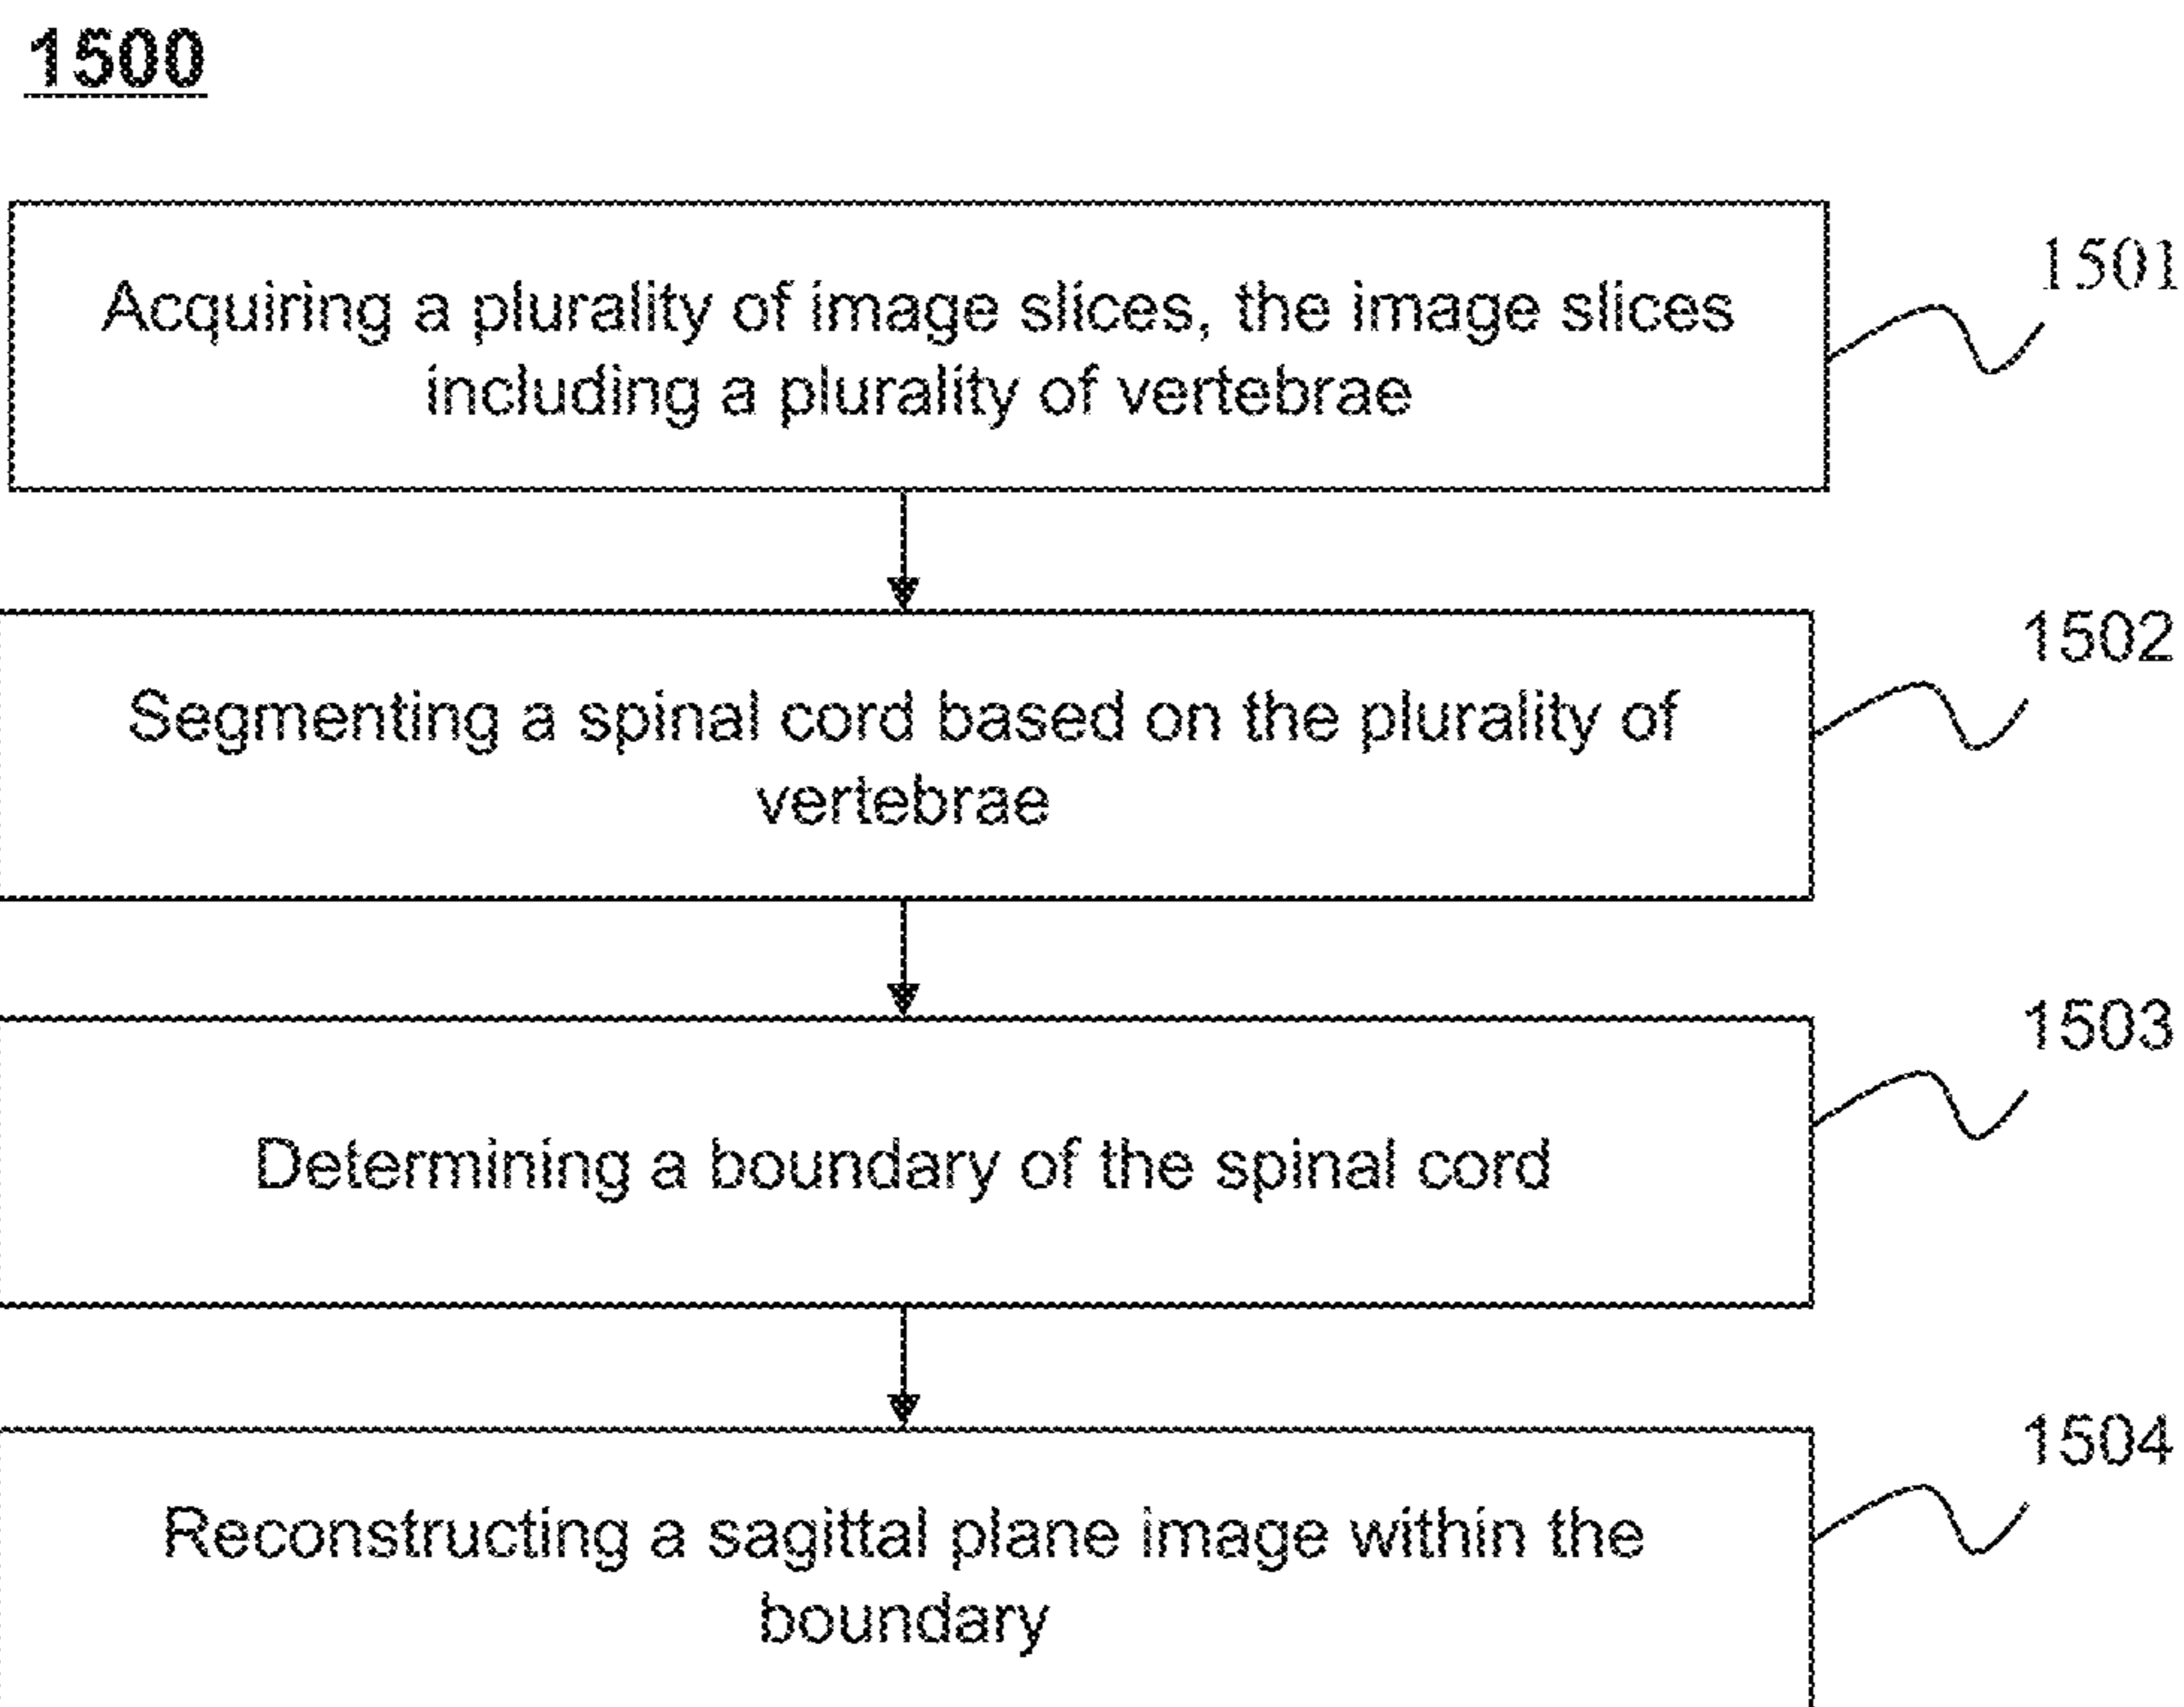 1500
1501
Acquiring a plurality of image slices, the image slices
including a plurality of vertebrae
1502
Segmenting a spinal cord based on the plurality of
vertebrae
1503
Determining a boundary of the spinal cord
1504
Reconstructing a sagittal plane image within the
boundary